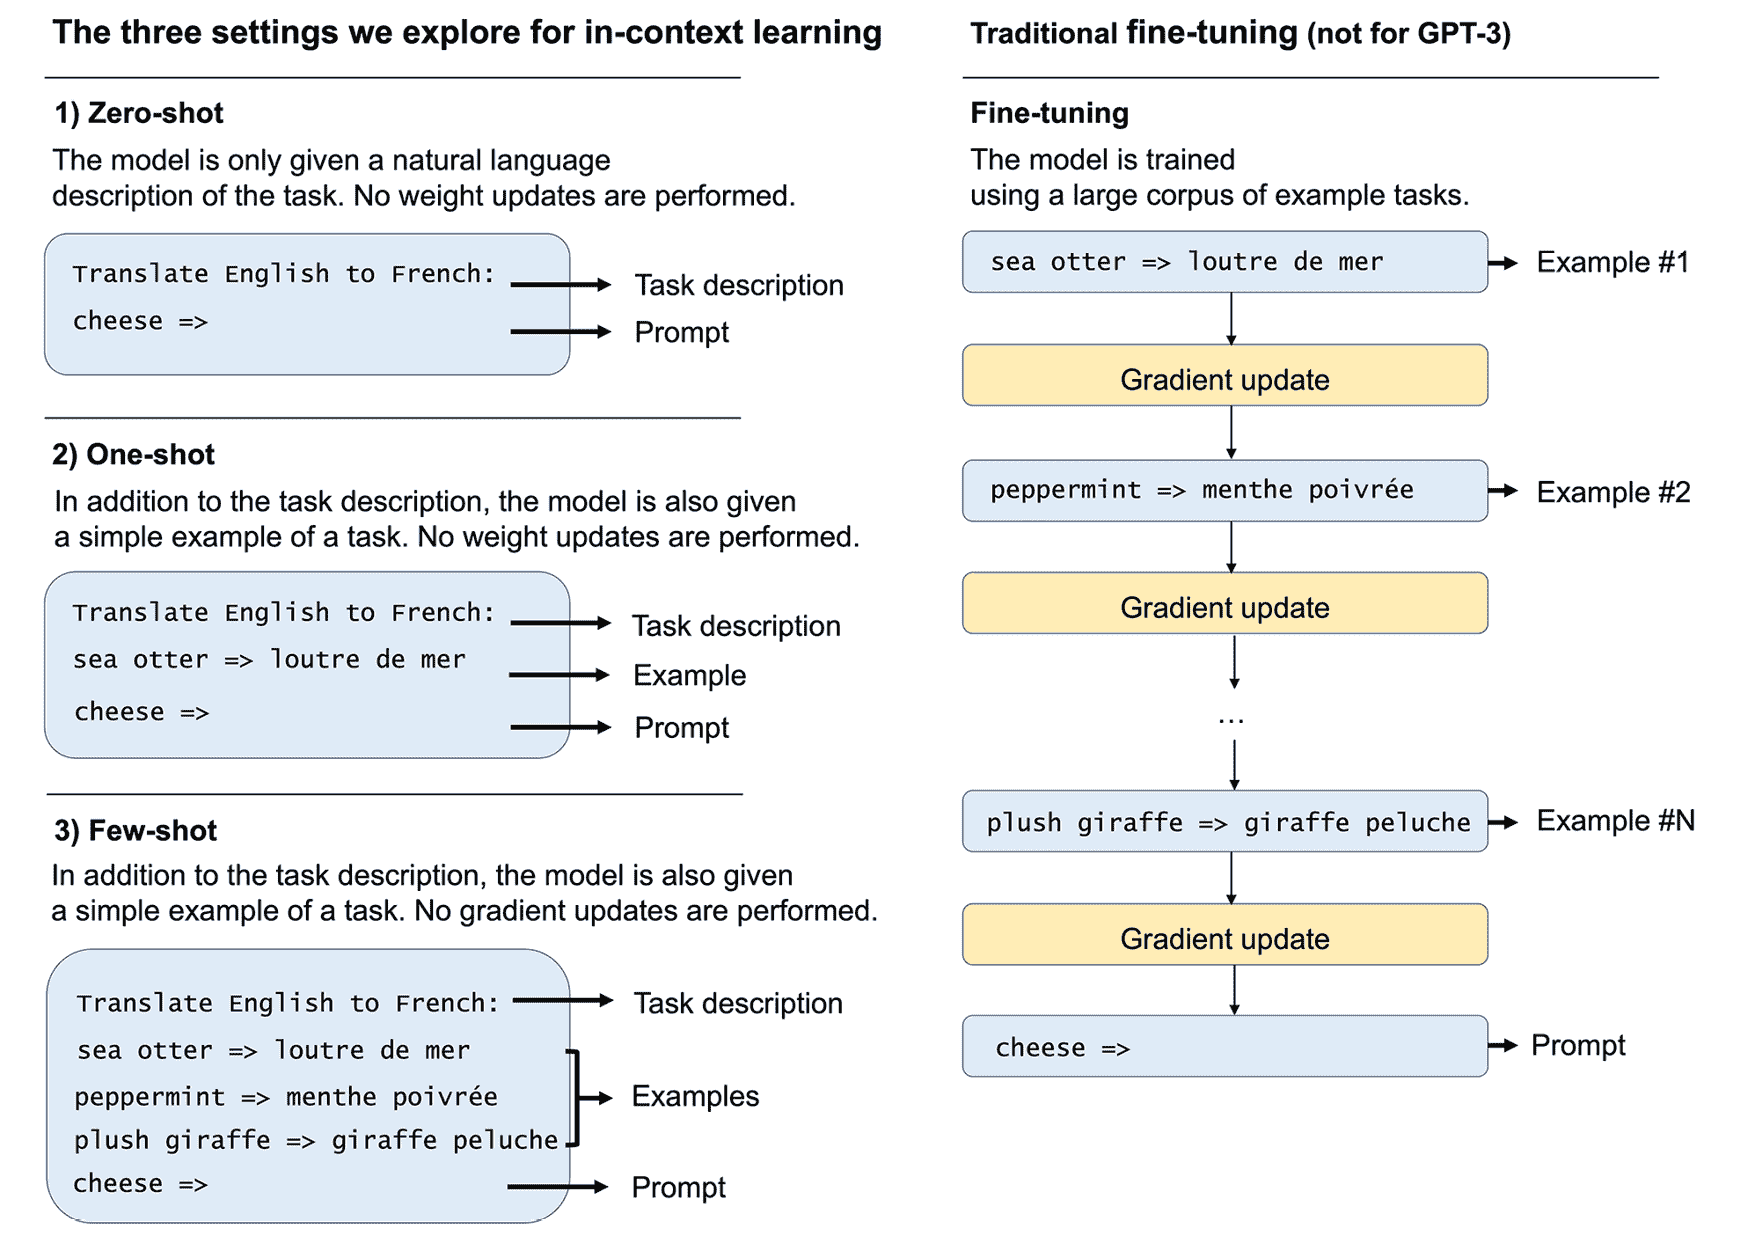 The three settings we explore for in-context learning
1) Zero-shot
The model is only given a natural language
description of the task. No weight updates are performed.
Translate English to French:
Task description
cheese =>
Prompt
2) One-shot
In addition to the task description, the model is also given
a simple example of a task. No weight updates are performed.
Translate English to French:
Task description
sea otter => loutre de mer
Example
cheese =>
Prompt
3) Few-shot
In addition to the task description, the model is also given
a simple example of a task. No gradient updates are performed.
Translate English to French:
Task description
sea otter => loutre de mer
peppermint => menthe poivrée
Examples
plush giraffe => giraffe peluche
cheese =>
Prompt
Traditional fine-tuning (not for GPT-3)
Fine-tuning
The model is trained
using a large corpus of example tasks.
sea otter => loutre de mer
Example #1
Gradient update
peppermint => menthe poivrée
Example #2
Gradient update
...
plush giraffe => giraffe peluche
Example #N
Gradient update
cheese =>
Prompt